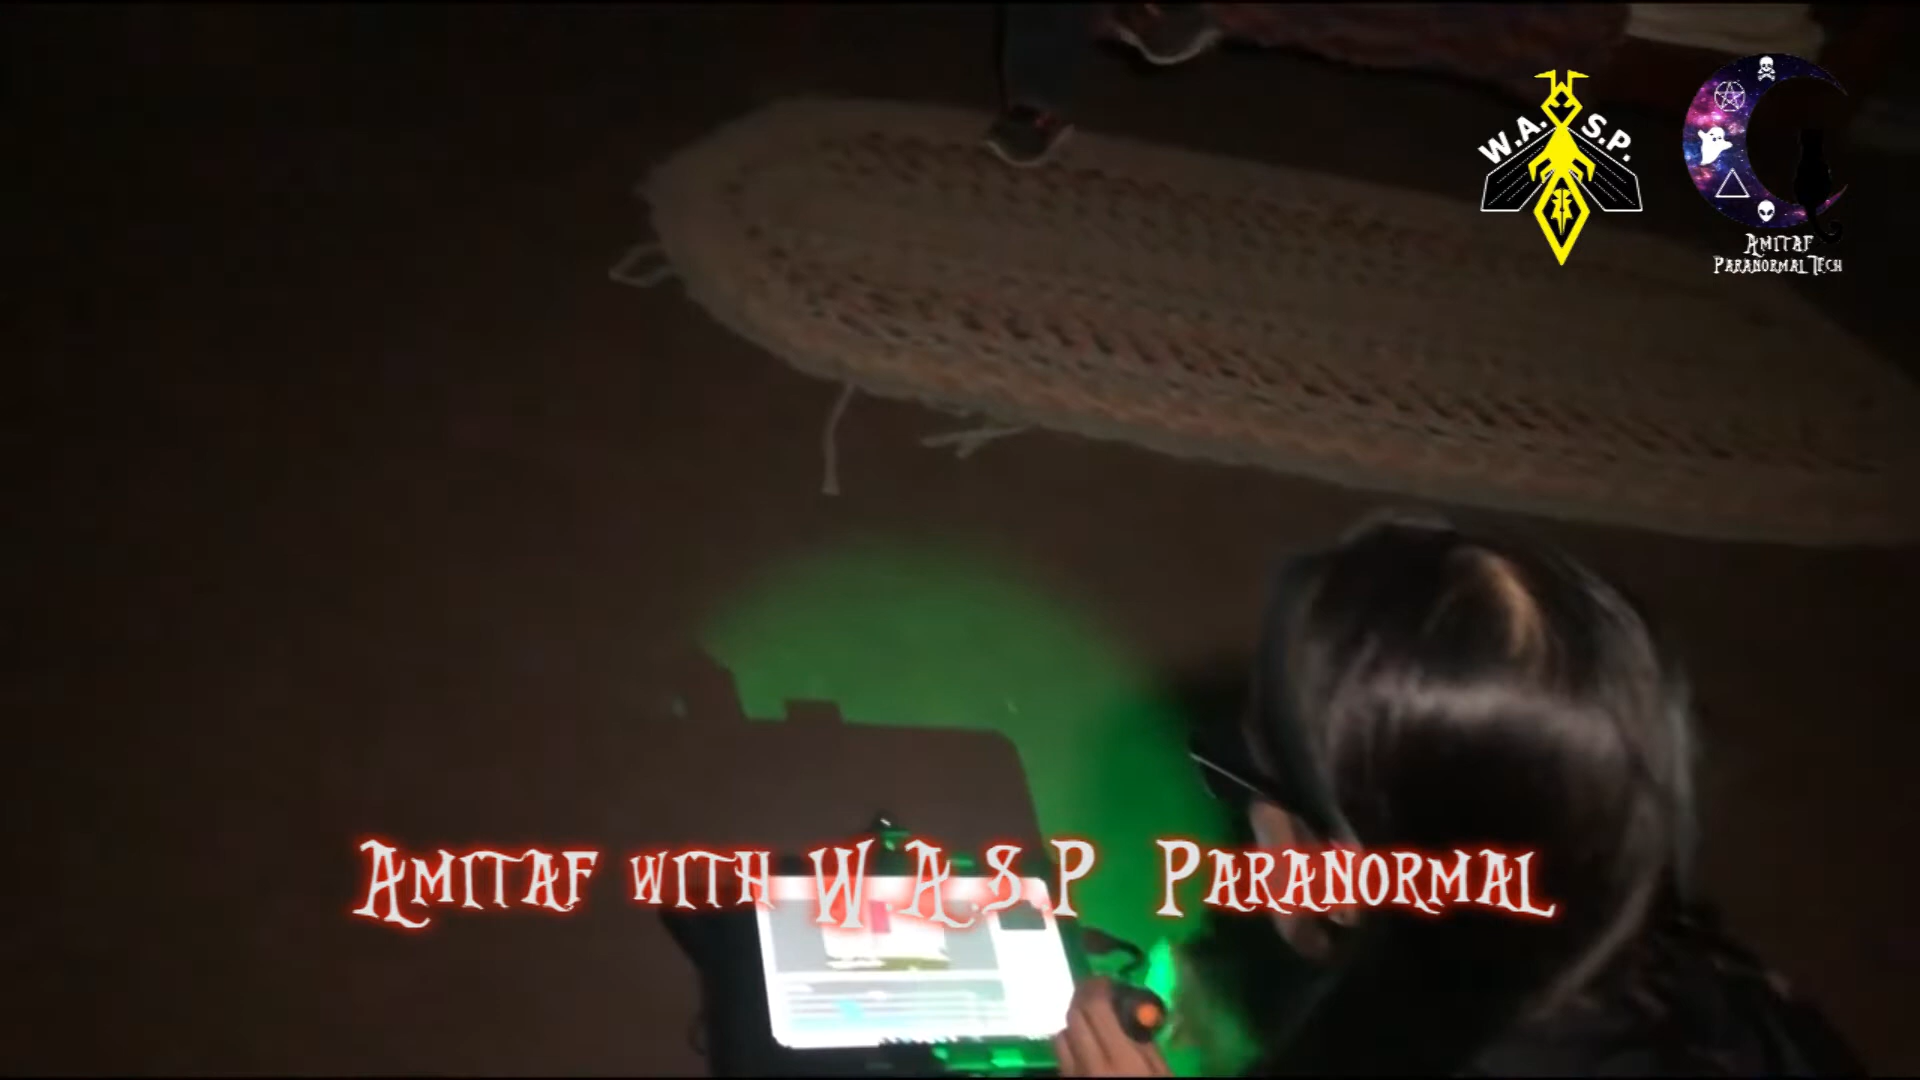 W.A. S.P.
Amitaf
Paranormal Tech
Amitaf with W.A.S.P Paranormal